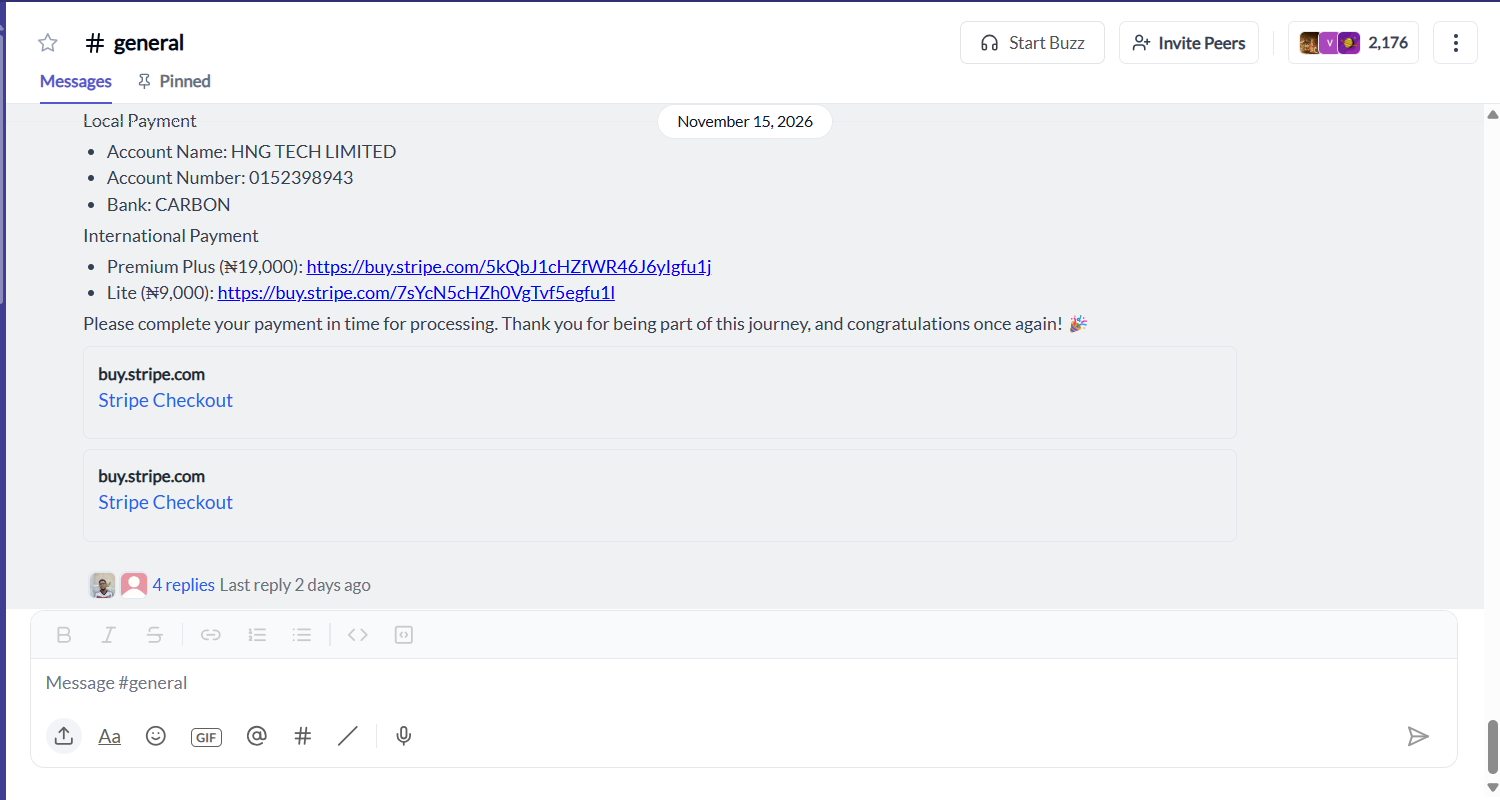 # general
Start Buzz
Invite Peers
V
2,176
Messages
Pinned
Local Payment
November 15, 2026
• Account Name: HNG TECH LIMITED
• Account Number: 0152398943
• Bank: CARBON
International Payment
• Premium Plus (₦19,000): https://buy.stripe.com/5kQbJ1cHZfWR46J6yIgfu1j
• Lite (₦9,000): https://buy.stripe.com/7sYcN5cHZh0VgTvf5egfu1l
Please complete your payment in time for processing. Thank you for being part of this journey, and congratulations once again! 🎉
buy.stripe.com
Stripe Checkout
buy.stripe.com
Stripe Checkout
4 replies Last reply 2 days ago
B I S
Message #general
Aa GIF @ #